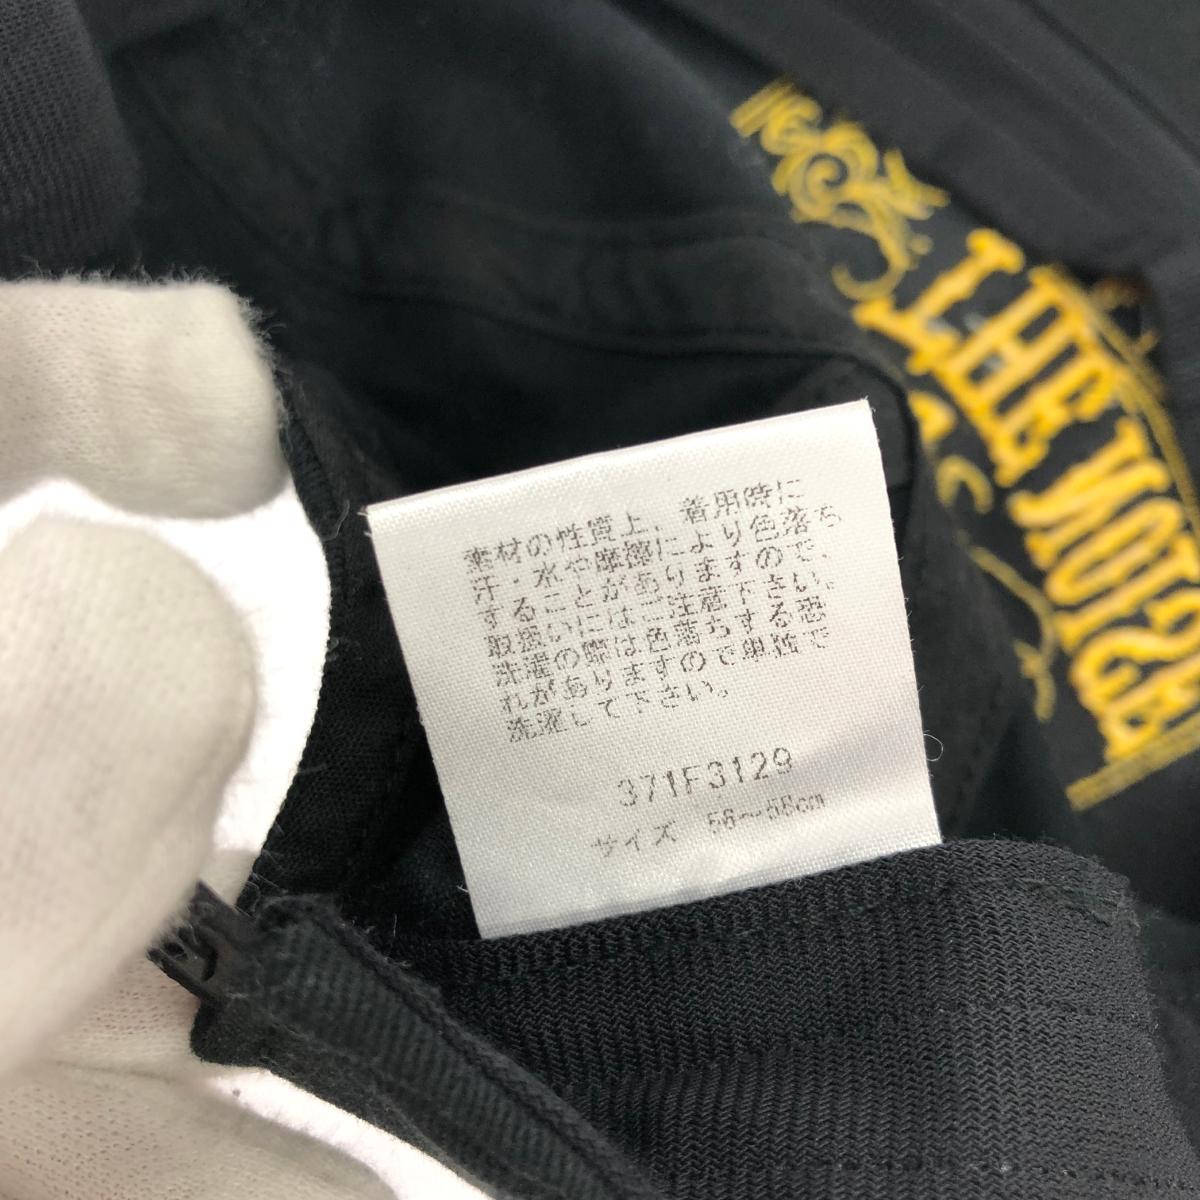 素材の性質上、着用時に
汗・水や摩擦により色落ち
することがありますので、
取扱いにはご注意下さい。
洗濯の際は色落ちする恐
れがありますので単独で
洗濯して下さい。
371F3129
サイズ 56～58cm
THE NOISE